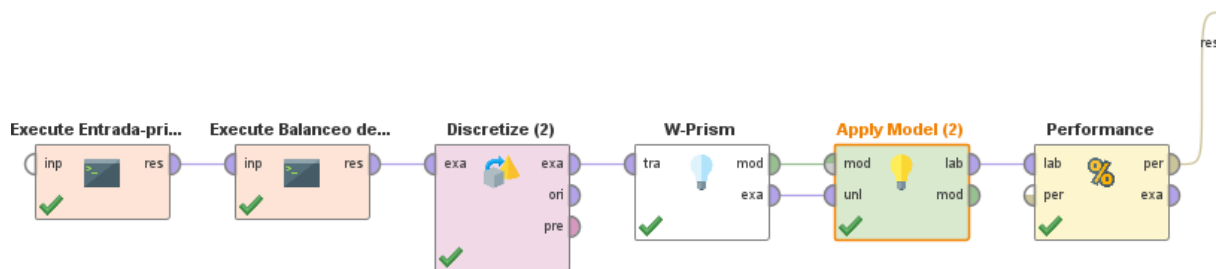 res
Execute Entrada-pri... Execute Balanceo de... Discretize (2) W-Prism Apply Model (2) Performance
inp res inp res exa exa tra mod mod lab lab per
ori exa unl mod per exa
pre